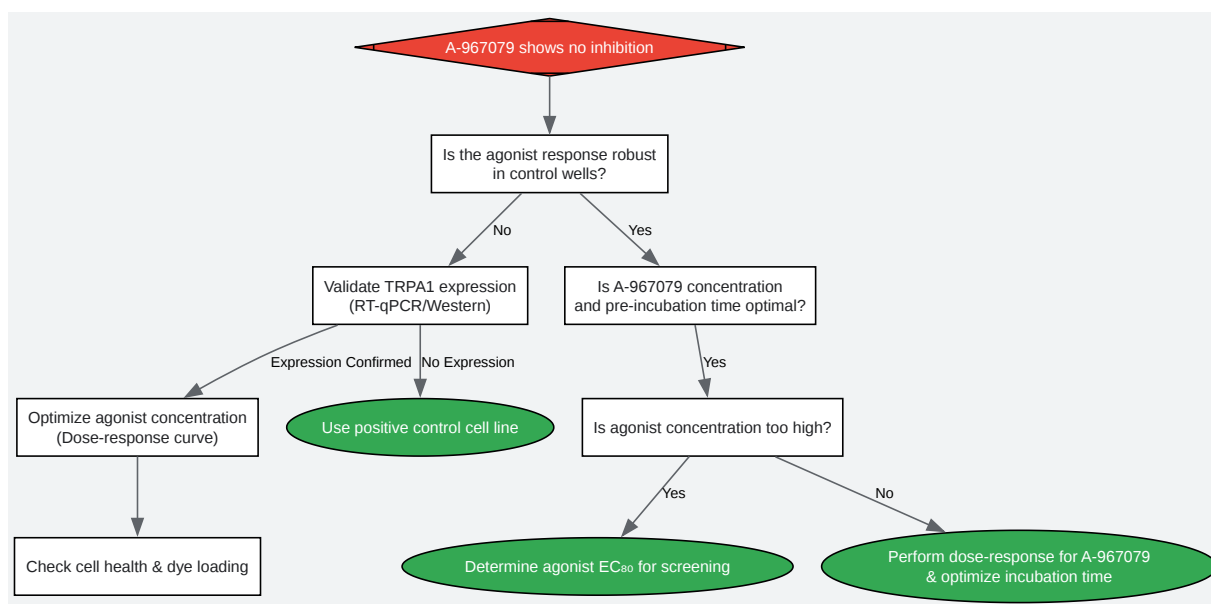 A-967079 shows no inhibition
Is the agonist response robust
in control wells?
No
Yes
Validate TRPA1 expression
(RT-qPCR/Western)
Is A-967079 concentration
and pre-incubation time optimal?
Expression Confirmed
No Expression
Yes
Optimize agonist concentration
(Dose-response curve)
Use positive control cell line
Is agonist concentration too high?
Yes
No
Check cell health & dye loading
Determine agonist EC₈₀ for screening
Perform dose-response for A-967079
& optimize incubation time